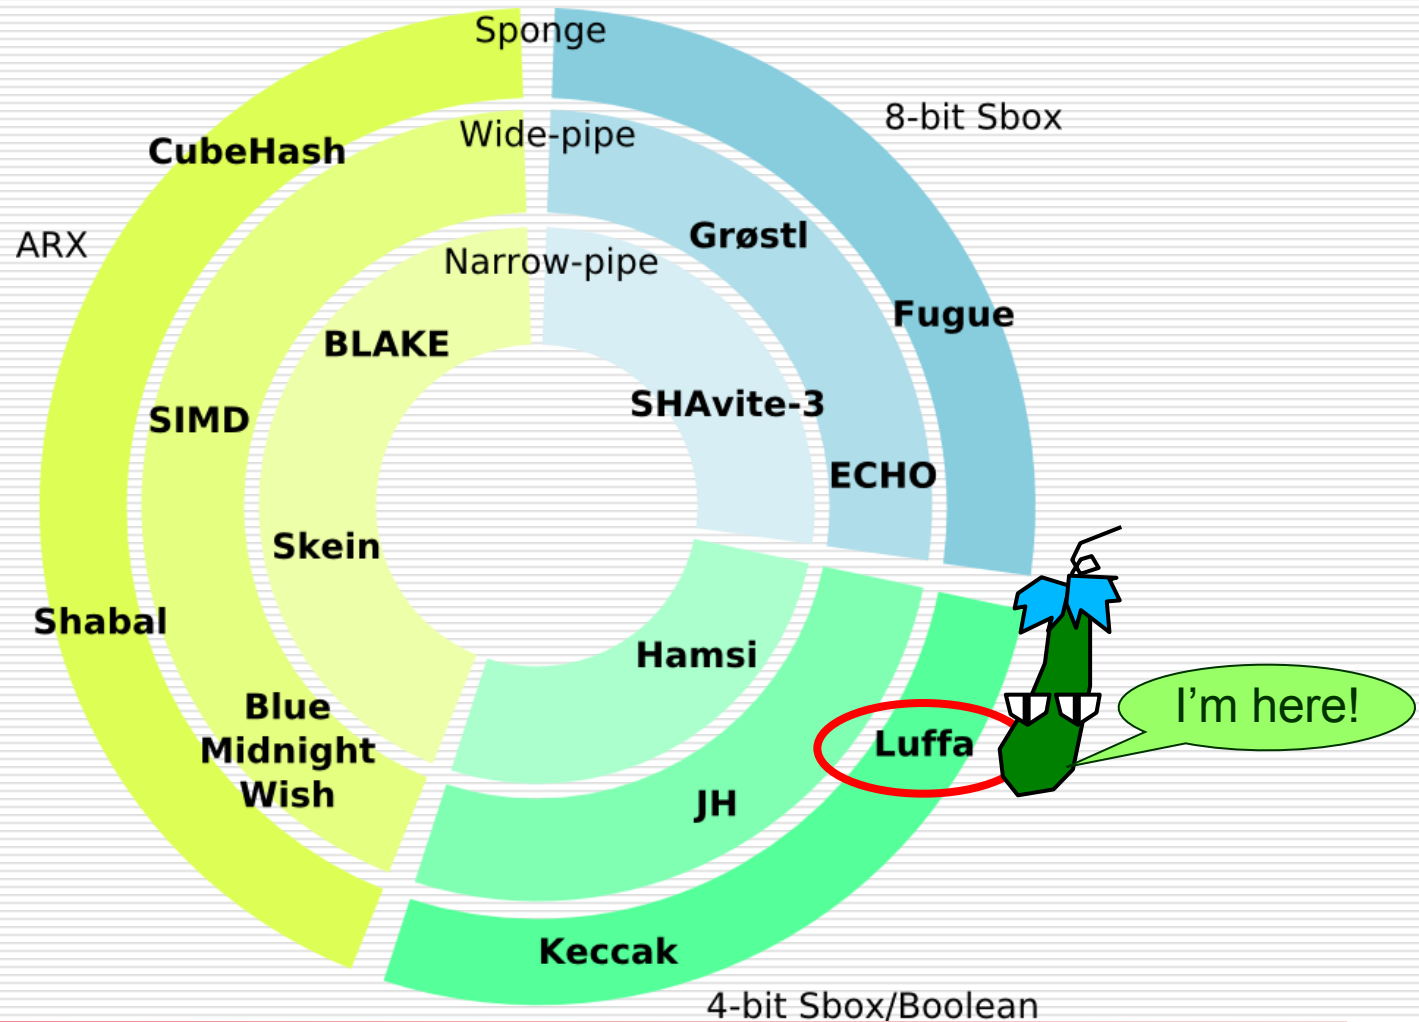 Sponge
8-bit Sbox
Wide-pipe
CubeHash
Grøstl
ARX
Narrow-pipe
Fugue
BLAKE
SHAvite-3
SIMD
ECHO
Skein
Shabal
Hamsi
Blue
Midnight
Wish
Luffa
I’m here!
JH
Keccak
4-bit Sbox/Boolean